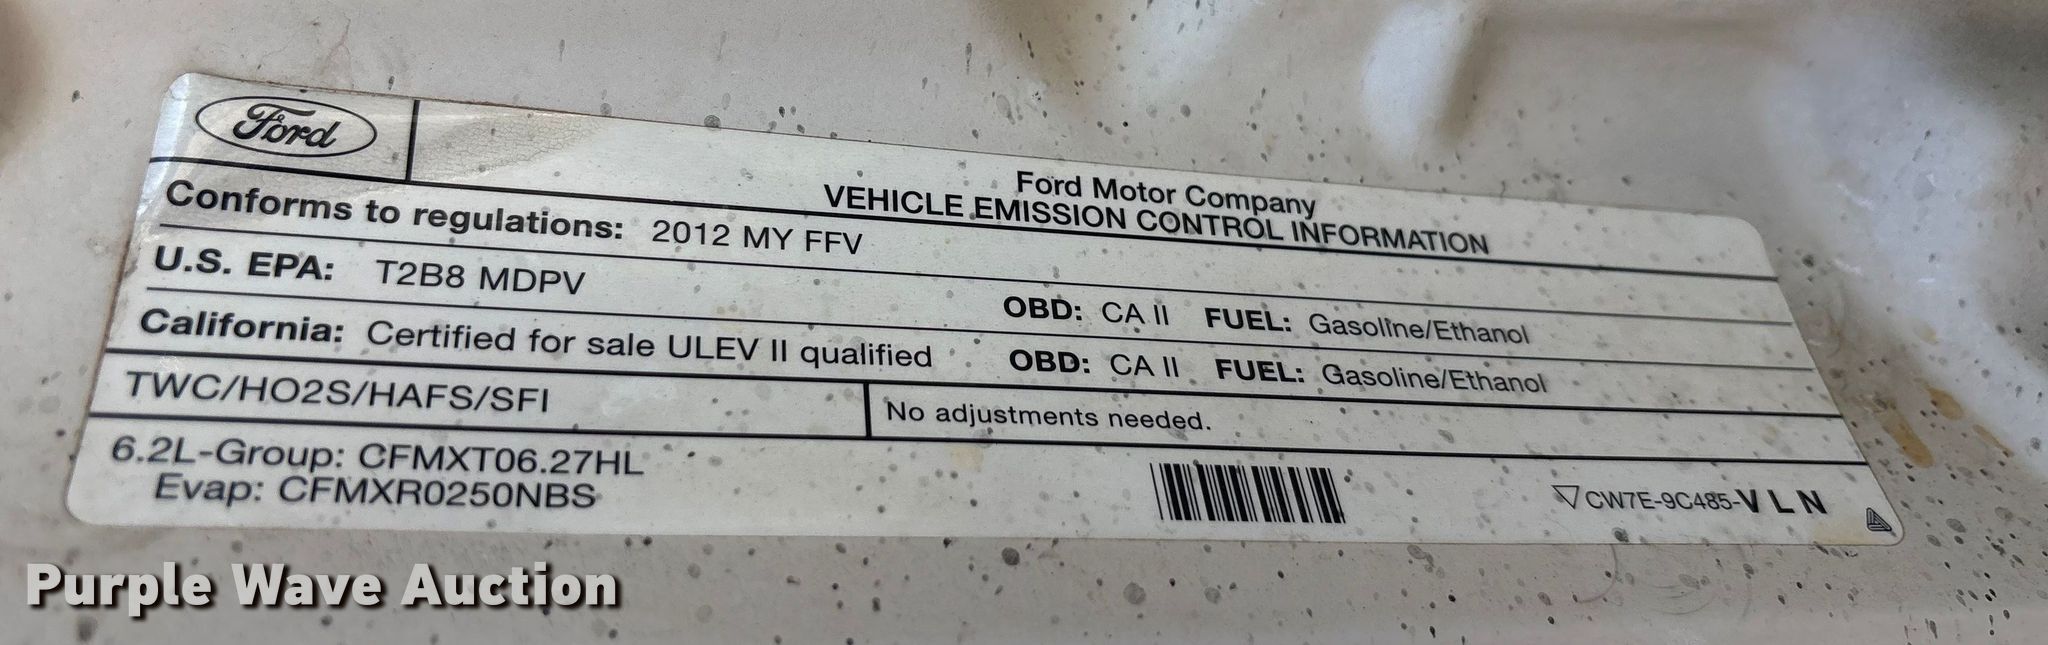 Ford
Ford Motor Company
VEHICLE EMISSION CONTROL INFORMATION
Conforms to regulations: 2012 MY FFV
U.S. EPA: T2B8 MDPV OBD: CA II FUEL: Gasoline/Ethanol
California: Certified for sale ULEV II qualified OBD: CA II FUEL: Gasoline/Ethanol
TWC/HO2S/HAFS/SFI No adjustments needed.
6.2L-Group: CFMXT06.27HL
Evap: CFMXR0250NBS
CW7E-9C485-VLN
Purple Wave Auction